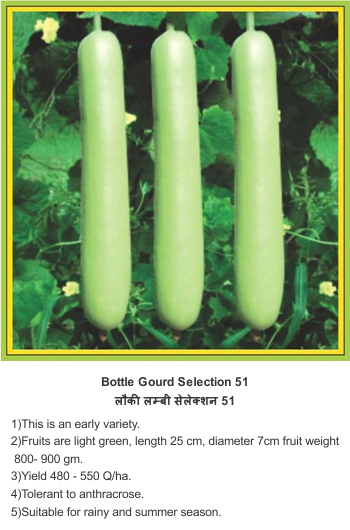 Bottle Gourd Selection 51
लौकी लम्बी सेलेक्शन 51
1)This is an early variety.
2)Fruits are light green, length 25 cm, diameter 7cm fruit weight
800- 900 gm.
3)Yield 480 - 550 Q/ha.
4)Tolerant to anthracrose.
5)Suitable for rainy and summer season.